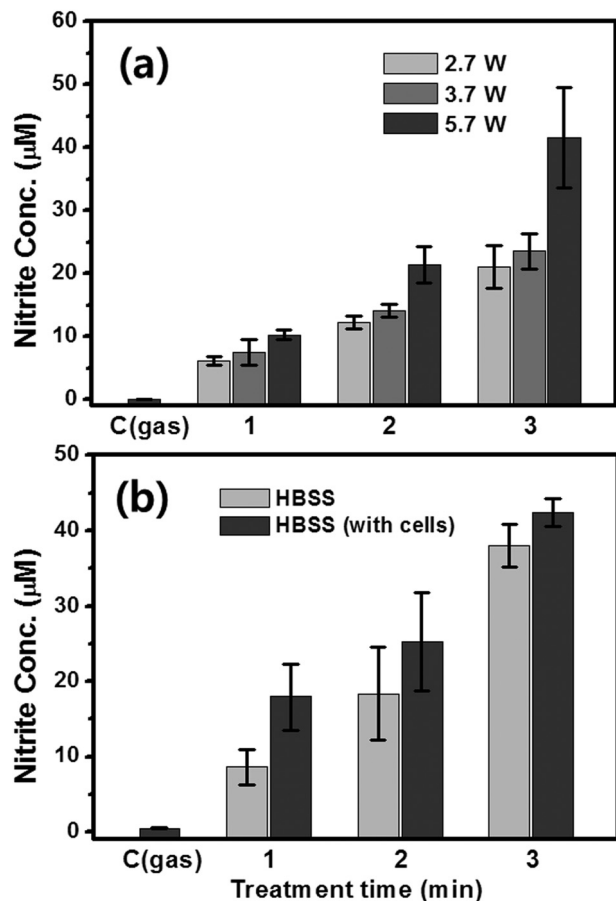 60
(a)
2.7 W
3.7 W
5.7 W
50
40
30
20
10
0
Nitrite Conc. (μM)
C(gas) 1 2 3
50
(b)
HBSS
HBSS (with cells)
40
30
20
10
0
Nitrite Conc. (μM)
C(gas) 1 2 3
Treatment time (min)